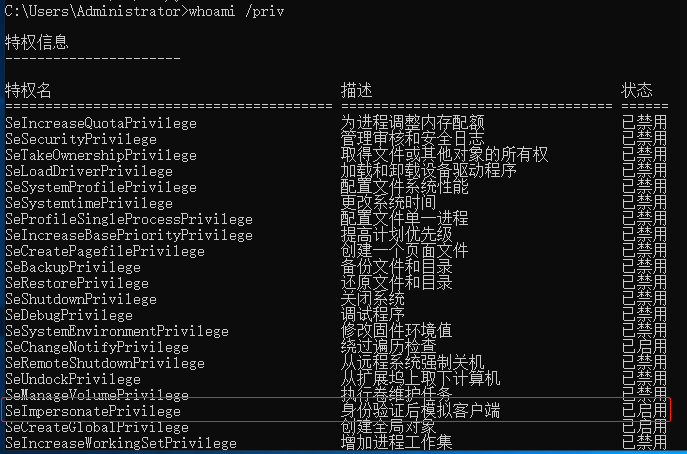 C:\Users\Administrator>whoami /priv
特权信息
----------------------
特权名 描述 状态
========================================= ================================== ======
SeIncreaseQuotaPrivilege 为进程调整内存配额 已禁用
SeSecurityPrivilege 管理审核和安全日志 已禁用
SeTakeOwnershipPrivilege 取得文件或其他对象的所有权 已禁用
SeLoadDriverPrivilege 加载和卸载设备驱动程序 已禁用
SeSystemProfilePrivilege 配置文件系统性能 已禁用
SeSystemtimePrivilege 更改系统时间 已禁用
SeProfileSingleProcessPrivilege 配置文件单一进程 已禁用
SeIncreaseBasePriorityPrivilege 提高计划优先级 已禁用
SeCreatePagefilePrivilege 创建一个页面文件 已禁用
SeBackupPrivilege 备份文件和目录 已禁用
SeRestorePrivilege 还原文件和目录 已禁用
SeShutdownPrivilege 关闭系统 已禁用
SeDebugPrivilege 调试程序 已禁用
SeSystemEnvironmentPrivilege 修改固件环境值 已禁用
SeChangeNotifyPrivilege 绕过遍历检查 已启用
SeRemoteShutdownPrivilege 从远程系统强制关机 已禁用
SeUndockPrivilege 从扩展坞上取下计算机 已禁用
SeManageVolumePrivilege 执行卷维护任务 已禁用
SeImpersonatePrivilege 身份验证后模拟客户端 已启用
SeCreateGlobalPrivilege 创建全局对象 已启用
SeIncreaseWorkingSetPrivilege 增加进程工作集 已禁用